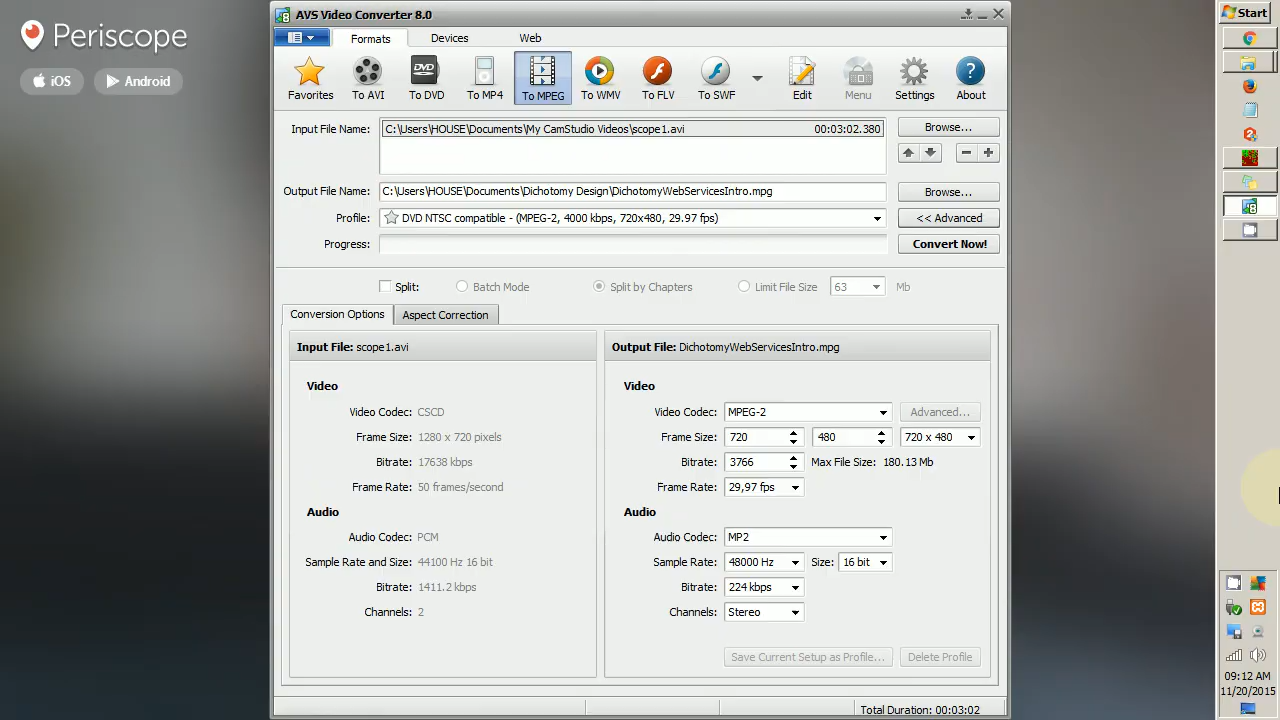 Periscope
iOS
Android
AVS Video Converter 8.0
Formats
Devices
Web
Favorites
To AVI
DVD
To DVD
To MP4
To MPEG
To WMV
To FLV
To SWF
Edit
Menu
Settings
About
Input File Name:
C:\Users\HOUSE\Documents\My CamStudio Videos\scope1.avi
00:03:02.380
Browse...
Output File Name:
C:\Users\HOUSE\Documents\Dichotomy Design\DichotomyWebServicesIntro.mpg
Browse...
Profile:
DVD NTSC compatible - (MPEG-2, 4000 kbps, 720x480, 29.97 fps)
<< Advanced
Progress:
Convert Now!
Split:
Batch Mode
Split by Chapters
Limit File Size
63
Mb
Conversion Options
Aspect Correction
Input File: scope1.avi
Video
Video Codec: CSCD
Frame Size: 1280 x 720 pixels
Bitrate: 17638 kbps
Frame Rate: 50 frames/second
Audio
Audio Codec: PCM
Sample Rate and Size: 44100 Hz 16 bit
Bitrate: 1411.2 kbps
Channels: 2
Output File: DichotomyWebServicesIntro.mpg
Video
Video Codec: MPEG-2
Advanced...
Frame Size: 720 480 720 x 480
Bitrate: 3766 Max File Size: 180.13 Mb
Frame Rate: 29,97 fps
Audio
Audio Codec: MP2
Sample Rate: 48000 Hz Size: 16 bit
Bitrate: 224 kbps
Channels: Stereo
Save Current Setup as Profile...
Delete Profile
Total Duration: 00:03:02
Start
09:12 AM
11/20/2015